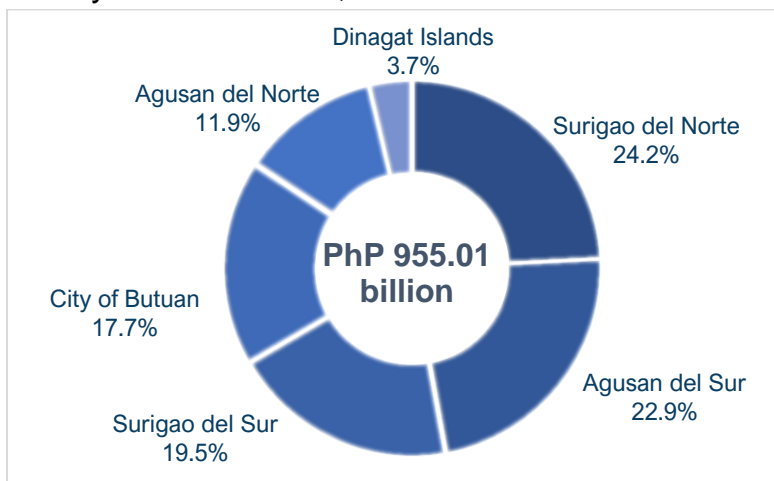 Dinagat Islands
3.7%
Agusan del Norte
11.9%
Surigao del Norte
24.2%
PhP 955.01
billion
City of Butuan
17.7%
Agusan del Sur
22.9%
Surigao del Sur
19.5%